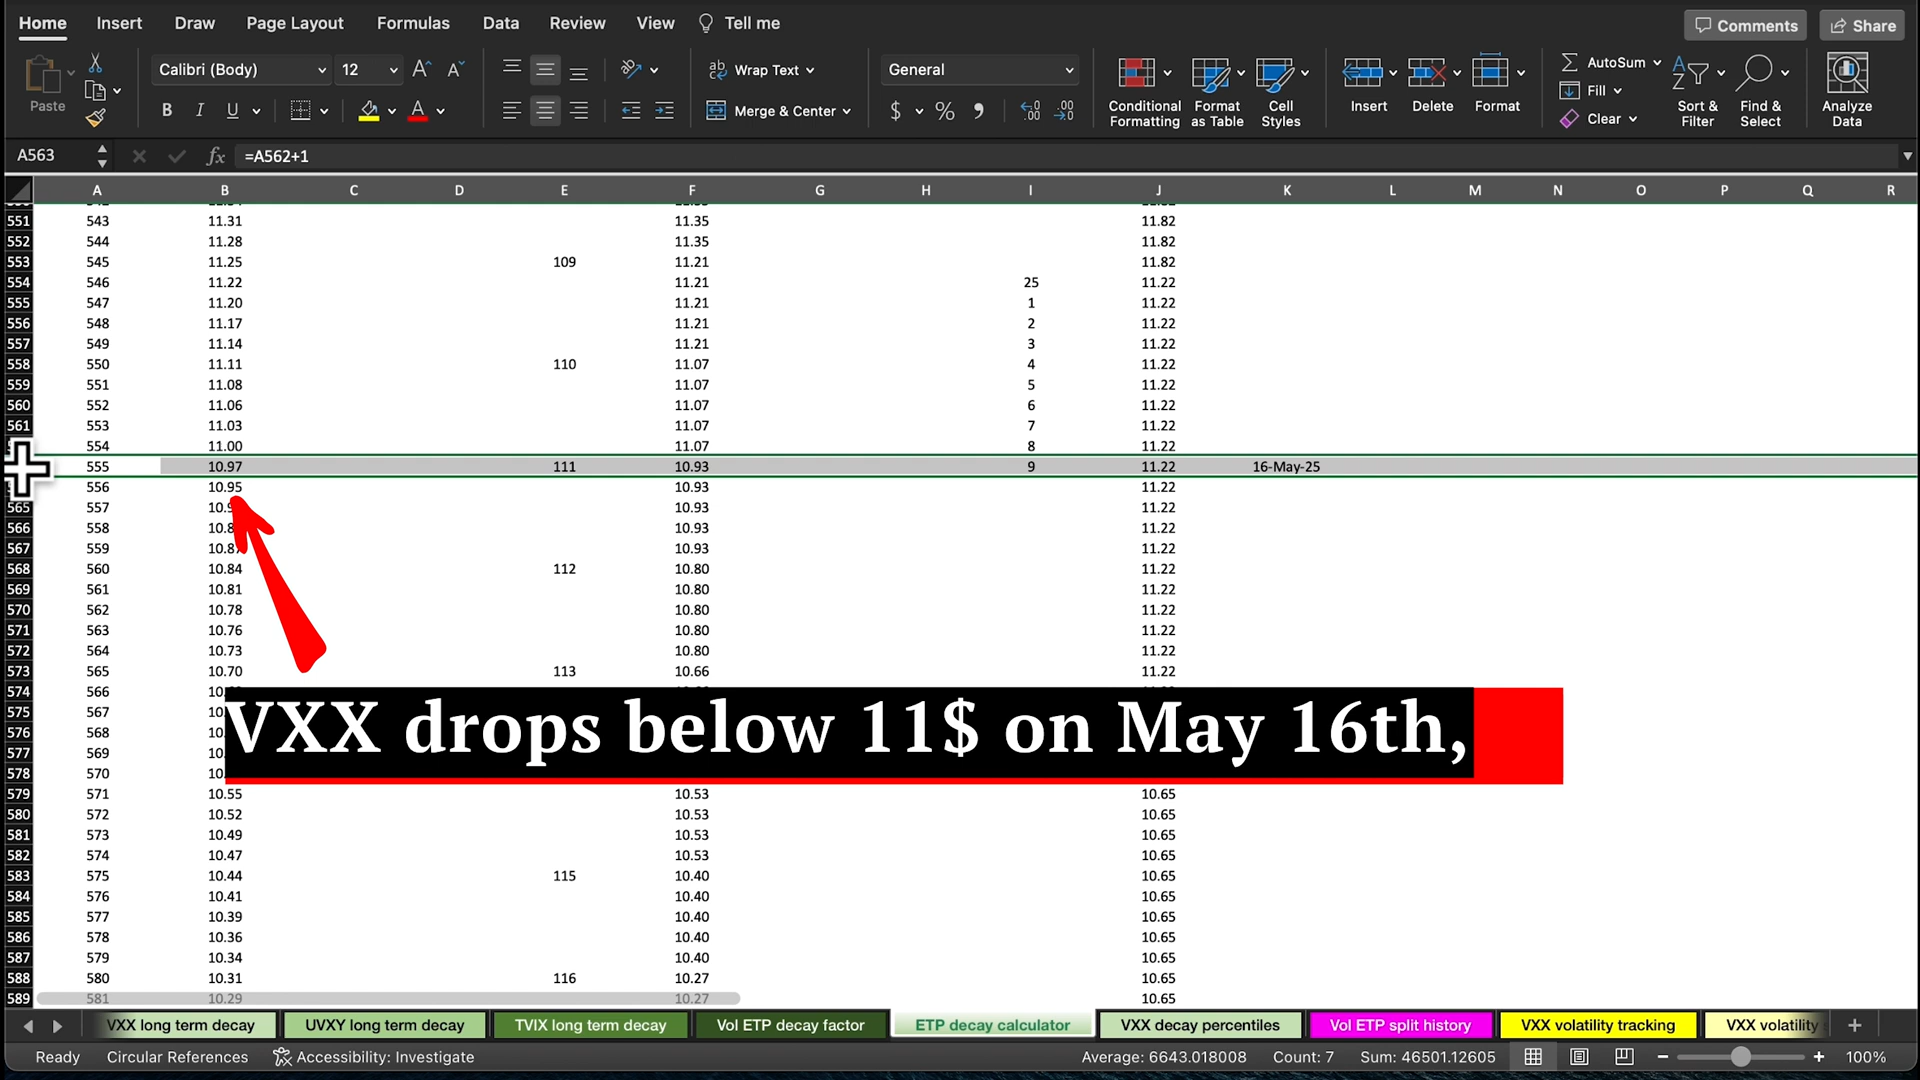 Home Insert Draw Page Layout Formulas Data Review View Tell me Comments Share
Paste Calibri (Body) 12 Wrap Text General AutoSum
B I U A Merge & Center $ % Conditional Formatting Format as Table Cell Styles Insert Delete Format Fill Clear Sort & Filter Find & Select Analyze Data
A563 fx =A562+1
A B C D E F G H I J K L M N O P Q R
551 543 11.31 11.35 11.82
552 544 11.28 11.35 11.82
553 545 11.25 109 11.21 11.82
554 546 11.22 11.21 25 11.22
555 547 11.20 11.21 1 11.22
556 548 11.17 11.21 2 11.22
557 549 11.14 11.21 3 11.22
558 550 11.11 110 11.07 4 11.22
559 551 11.08 11.07 5 11.22
560 552 11.06 11.07 6 11.22
561 553 11.03 11.07 7 11.22
554 11.00 11.07 8 11.22
555 10.97 111 10.93 9 11.22 16-May-25
556 10.95 10.93 11.22
565 557 10.93 11.22
566 558 10.93 11.22
567 559 10.93 11.22
568 560 10.84 112 10.80 11.22
569 561 10.81 10.80 11.22
570 562 10.78 10.80 11.22
571 563 10.76 10.80 11.22
572 564 10.73 10.80 11.22
573 565 10.70 113 10.66 11.22
574 566
575 567
576 568
577 569
578 570
VXX drops below 11$ on May 16th,
579 571 10.55 10.53 10.65
580 572 10.52 10.53 10.65
581 573 10.49 10.53 10.65
582 574 10.47 10.53 10.65
583 575 10.44 115 10.40 10.65
584 576 10.41 10.40 10.65
585 577 10.39 10.40 10.65
586 578 10.36 10.40 10.65
587 579 10.34 10.40 10.65
588 580 10.31 116 10.27 10.65
589 581 10.29 10.27 10.65
VXX long term decay UVXY long term decay TVIX long term decay Vol ETP decay factor ETP decay calculator VXX decay percentiles Vol ETP split history VXX volatility tracking VXX volatility
Ready Circular References Accessibility: Investigate Average: 6643.018008 Count: 7 Sum: 46501.12605 100%